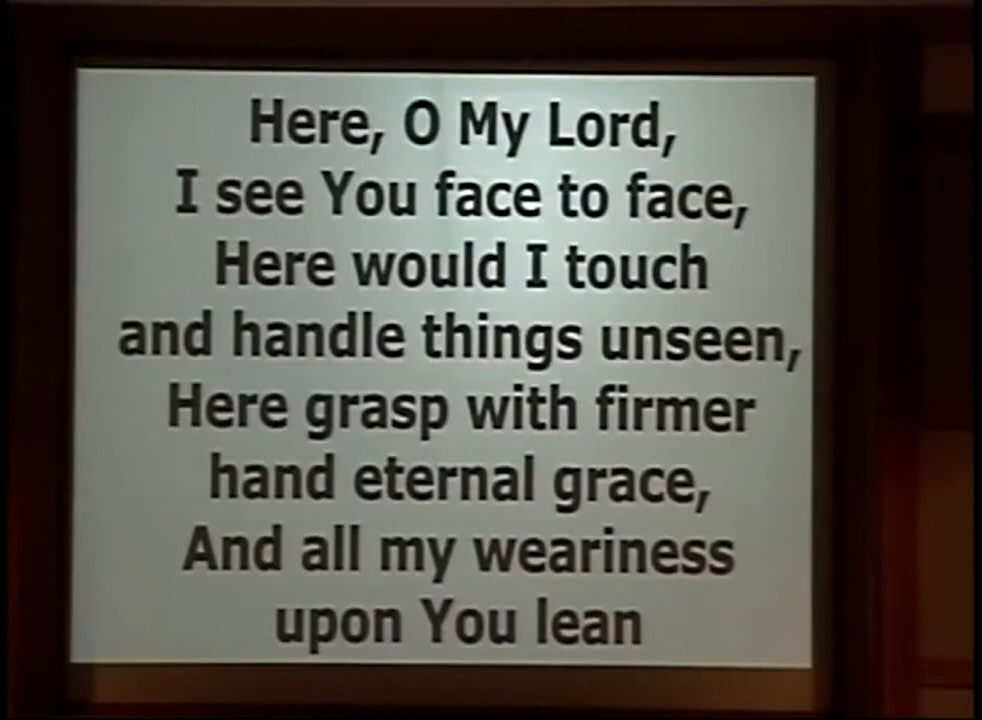 Here, O My Lord,
I see You face to face,
Here would I touch
and handle things unseen,
Here grasp with firmer
hand eternal grace,
And all my weariness
upon You lean